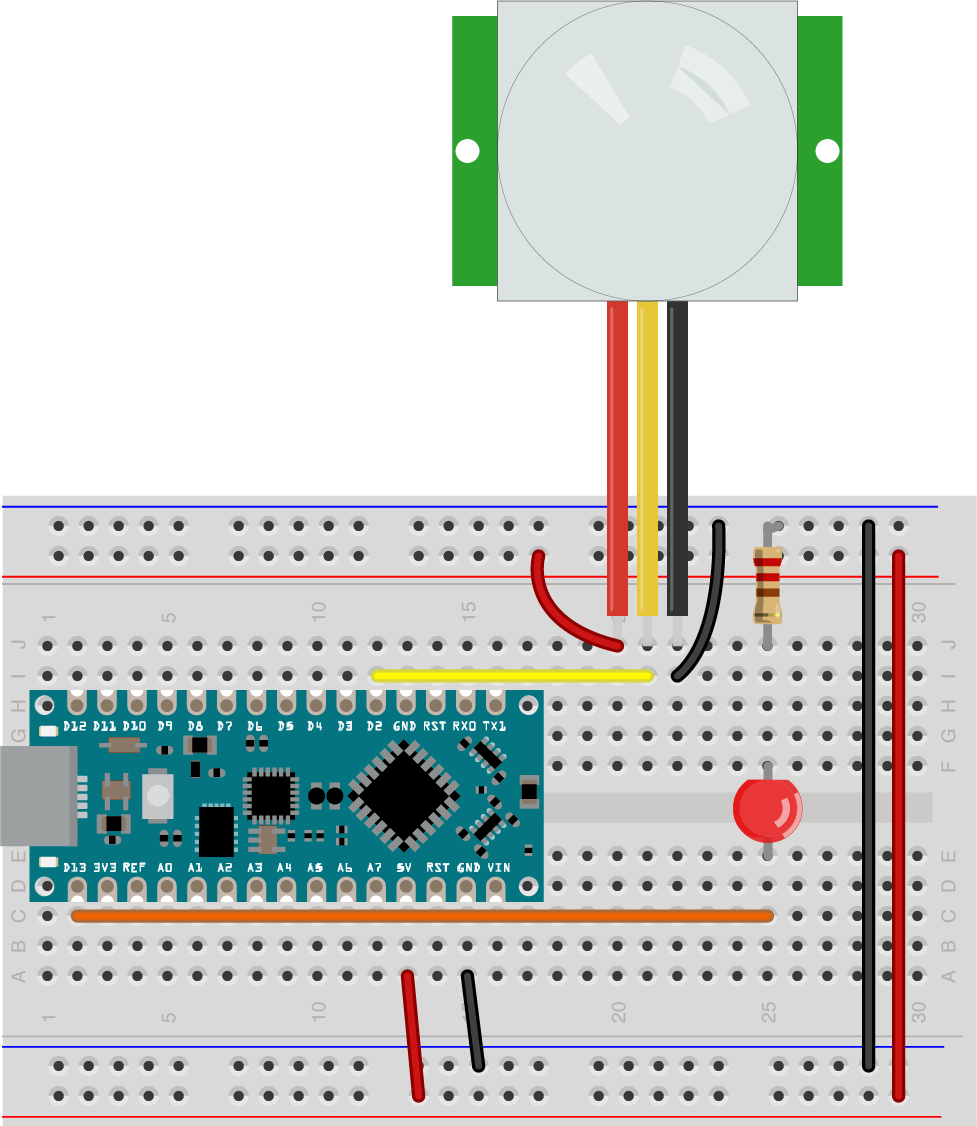 1 5 10 15 20 25 30
J J
I I
H H
D12 D11 D10 D9 D8 D7 D6 D5 D4 D3 D2 GND RST RX0 TX1
G G
F
E E
D13 3V3 REF A0 A1 A2 A3 A4 A5 A6 A7 5V RST GND VIN
D D
C C
B B
A A
1 5 10 20 25 30